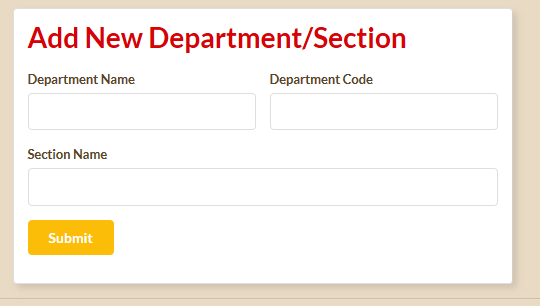 Add New Department/Section
Department Name
Department Code
Section Name
Submit